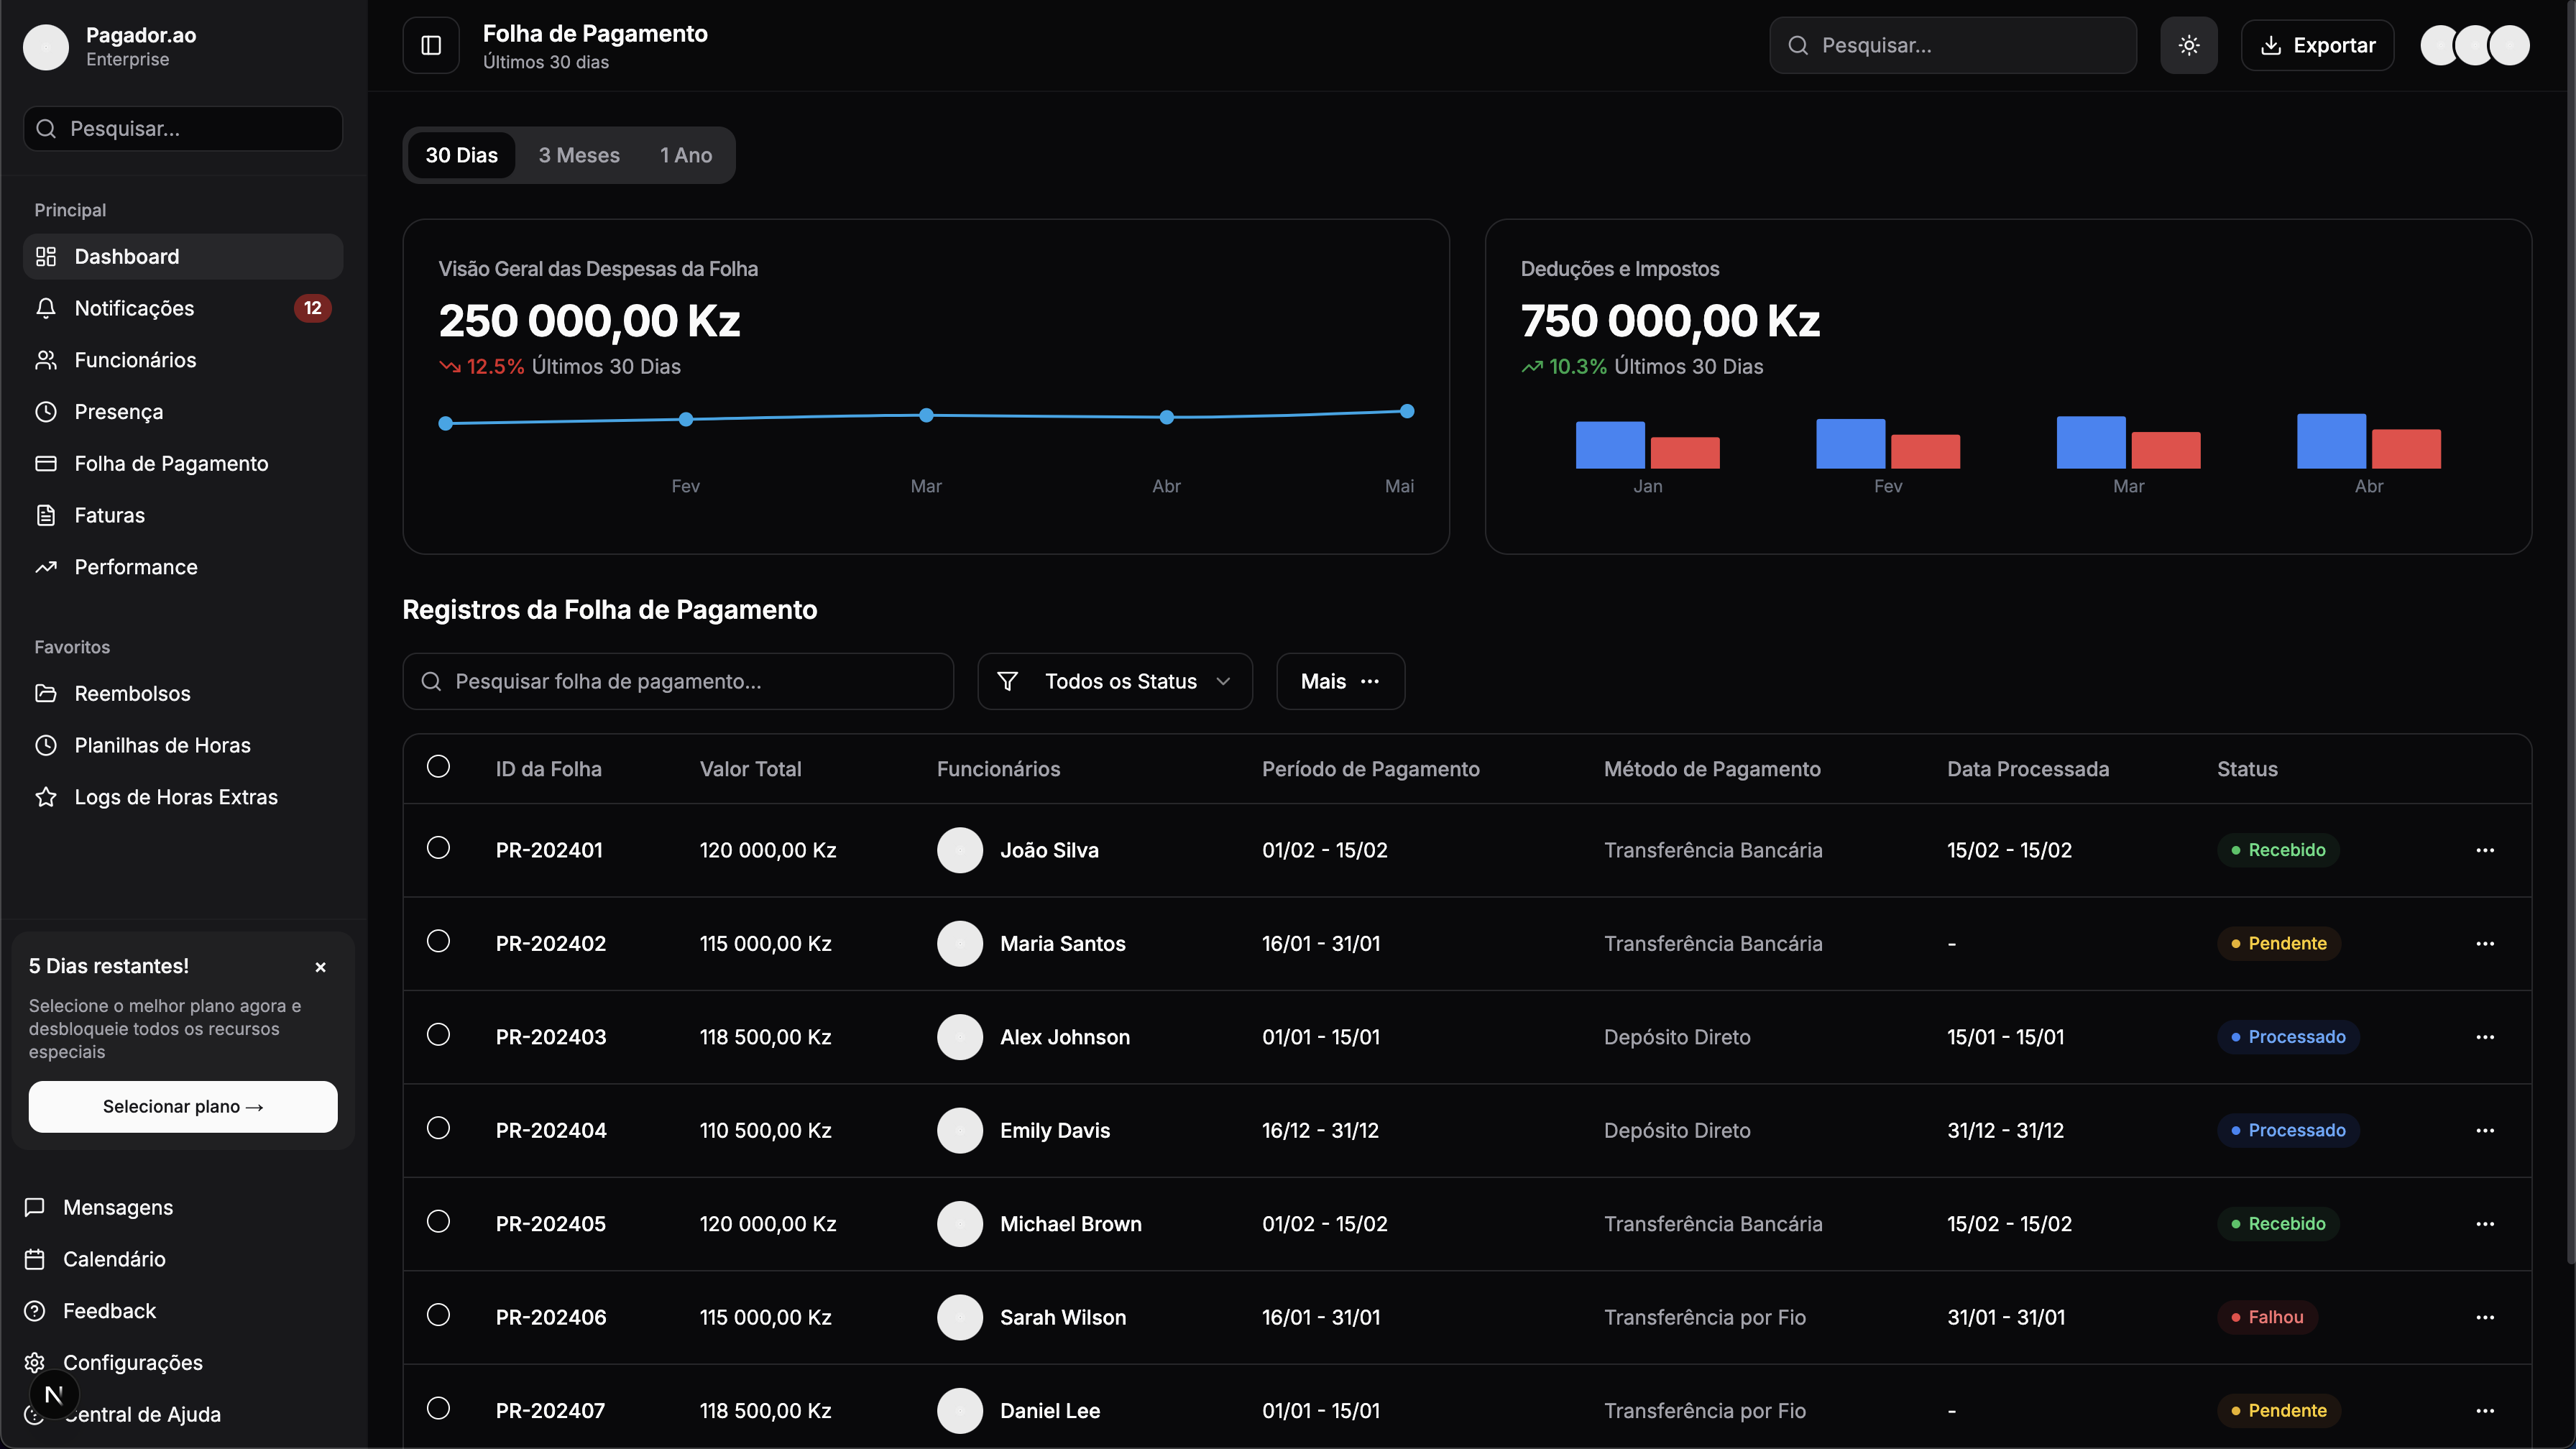 Pagador.ao
Enterprise
Pesquisar...
Principal
Dashboard
Notificações 12
Funcionários
Presença
Folha de Pagamento
Faturas
Performance
Favoritos
Reembolsos
Planilhas de Horas
Logs de Horas Extras
5 Dias restantes! ×
Selecione o melhor plano agora e
desbloqueie todos os recursos
especiais
Selecionar plano →
Mensagens
Calendário
Feedback
Configurações
N
entral de Ajuda
Folha de Pagamento
Últimos 30 dias
Pesquisar...
Exportar
30 Dias 3 Meses 1 Ano
Visão Geral das Despesas da Folha
250 000,00 Kz
12.5% Últimos 30 Dias
Fev Mar Abr Mai
Deduções e Impostos
750 000,00 Kz
10.3% Últimos 30 Dias
Jan Fev Mar Abr
Registros da Folha de Pagamento
Pesquisar folha de pagamento...
Todos os Status
Mais ···
ID da Folha Valor Total Funcionários Período de Pagamento Método de Pagamento Data Processada Status
PR-202401 120 000,00 Kz João Silva 01/02 - 15/02 Transferência Bancária 15/02 - 15/02 Recebido ···
PR-202402 115 000,00 Kz Maria Santos 16/01 - 31/01 Transferência Bancária - Pendente ···
PR-202403 118 500,00 Kz Alex Johnson 01/01 - 15/01 Depósito Direto 15/01 - 15/01 Processado ···
PR-202404 110 500,00 Kz Emily Davis 16/12 - 31/12 Depósito Direto 31/12 - 31/12 Processado ···
PR-202405 120 000,00 Kz Michael Brown 01/02 - 15/02 Transferência Bancária 15/02 - 15/02 Recebido ···
PR-202406 115 000,00 Kz Sarah Wilson 16/01 - 31/01 Transferência por Fio 31/01 - 31/01 Falhou ···
PR-202407 118 500,00 Kz Daniel Lee 01/01 - 15/01 Transferência por Fio - Pendente ···